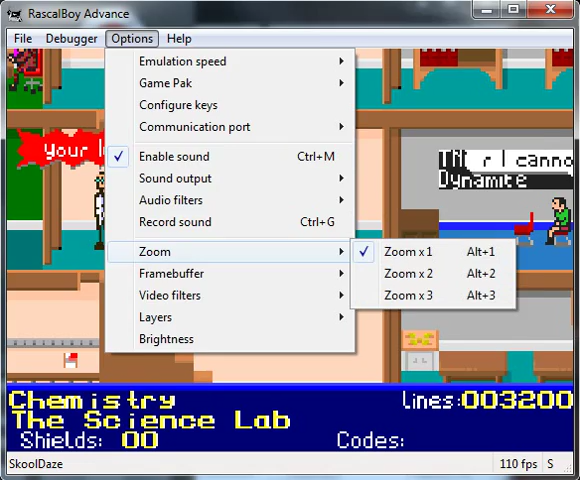 RascalBoy Advance
File Debugger Options Help
Emulation speed
Game Pak
Configure keys
Communication port
Enable sound Ctrl+M
Sound output
Audio filters
Record sound Ctrl+G
Zoom
Framebuffer
Video filters
Layers
Brightness
Zoom x 1 Alt+1
Zoom x 2 Alt+2
Zoom x 3 Alt+3
Your
r I canno
Dynamite
Chemistry
The Science Lab
Lines:003200
Shields: 00
Codes:
SkoolDaze
110 fps
S